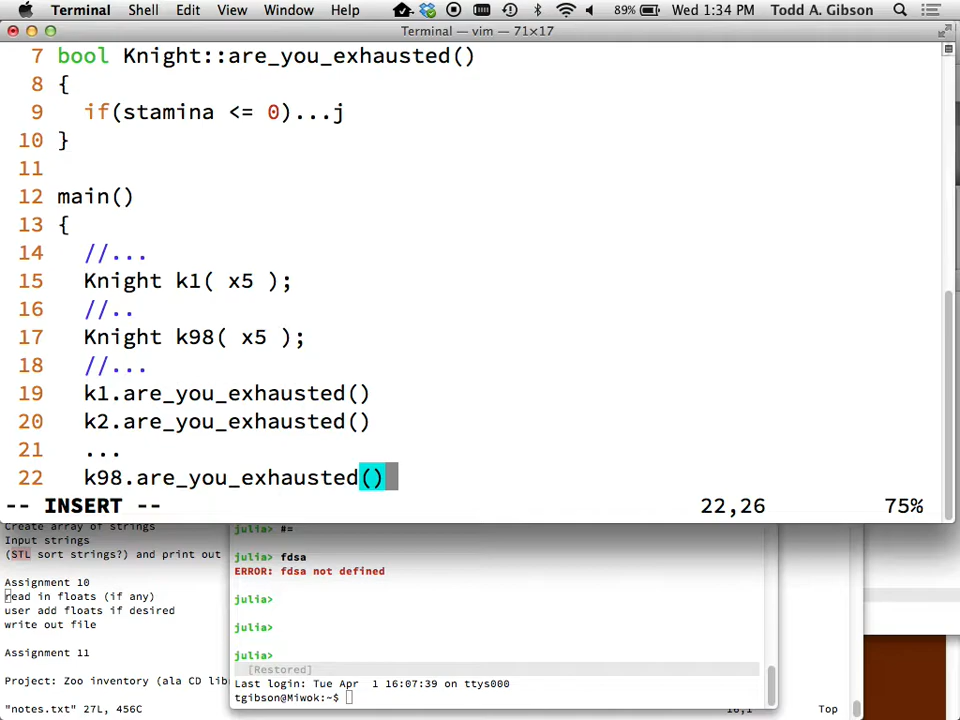 Terminal Shell Edit View Window Help 89% Wed 1:34 PM Todd A. Gibson
Terminal — vim — 71×17
7 bool Knight::are_you_exhausted()
8 {
9 if(stamina <= 0)...j
10 }
11
12 main()
13 {
14 //...
15 Knight k1( x5 );
16 //..
17 Knight k98( x5 );
18 //...
19 k1.are_you_exhausted()
20 k2.are_you_exhausted()
21 ...
22 k98.are_you_exhausted()
-- INSERT -- 22,26 75%
Create array of strings
Input strings
(STL sort strings?) and print out
Assignment 10
read in floats (if any)
user add floats if desired
write out file
Assignment 11
Project: Zoo inventory (ala CD lib
"notes.txt" 27L, 456C
julia> #=
julia> fdsa
ERROR: fdsa not defined
julia>
julia>
julia>
[Restored]
Last login: Tue Apr 1 16:07:39 on ttys000
tgibson@Miwok:~$
Top